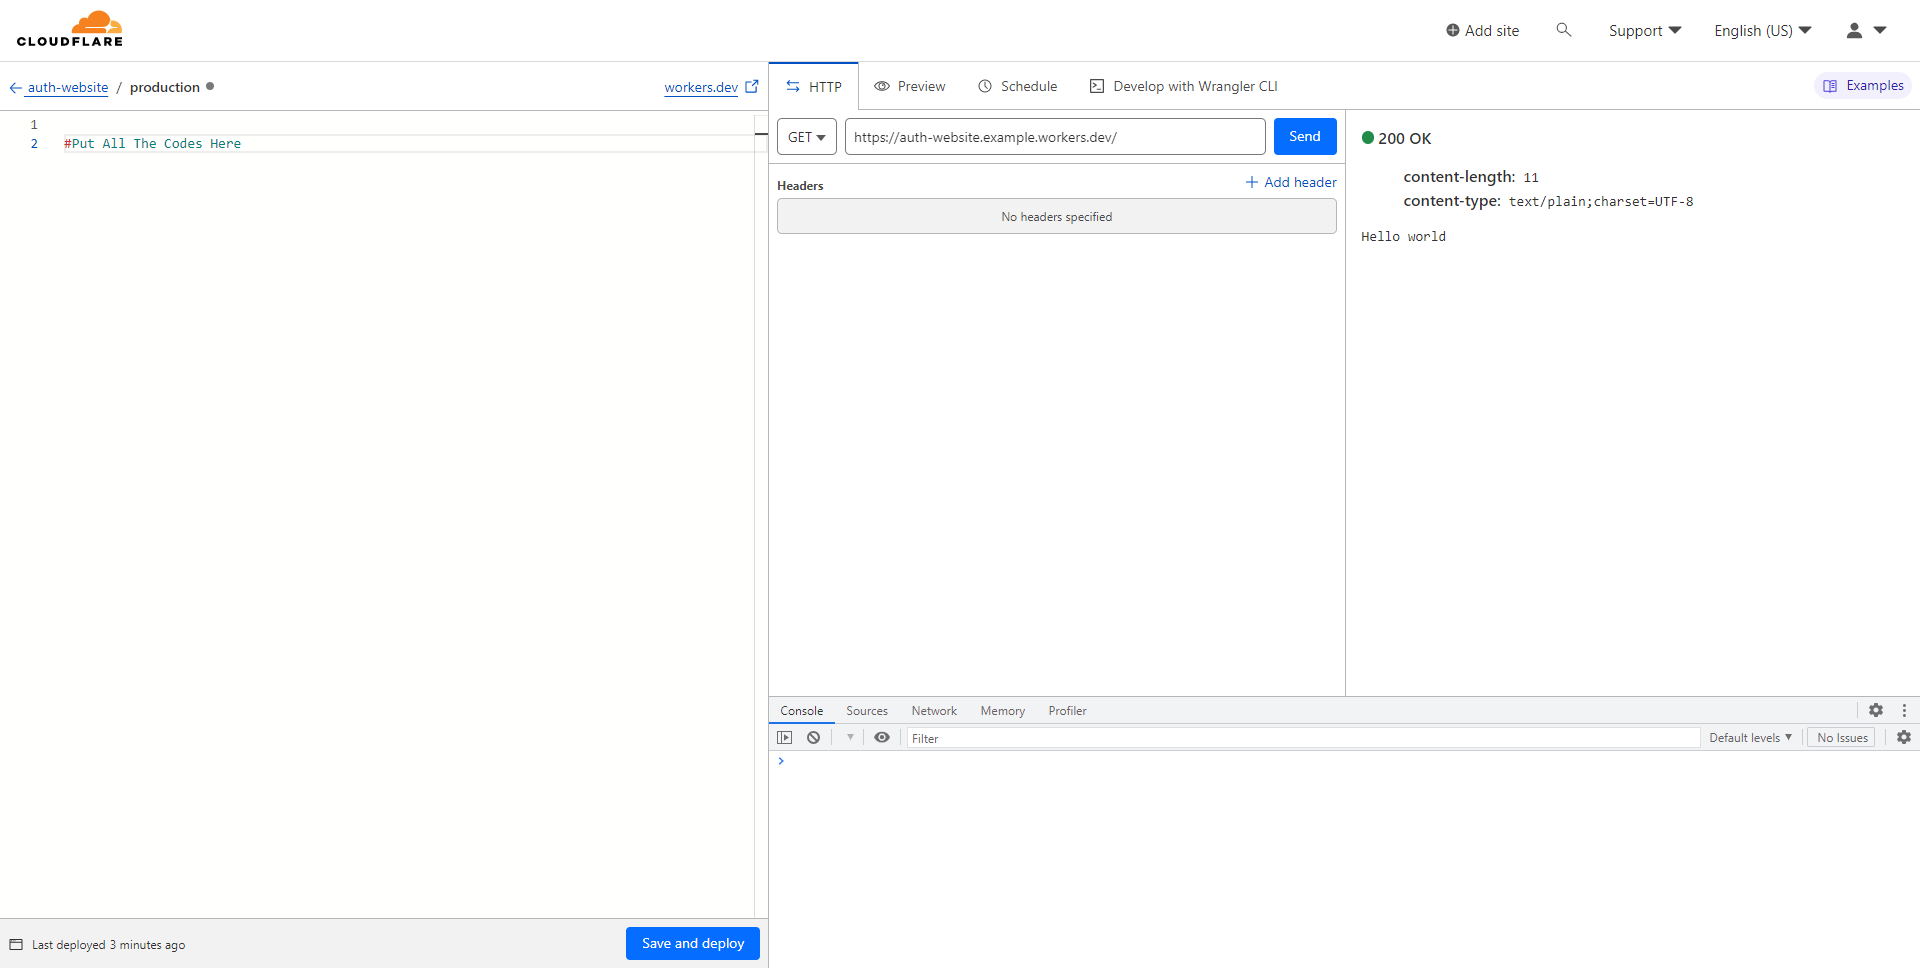 CLOUDFLARE
Add site
Support
English (US)
auth-website / production
workers.dev
HTTP
Preview
Schedule
Develop with Wrangler CLI
Examples
1
2 #Put All The Codes Here
GET
https://auth-website.example.workers.dev/
Send
Headers
Add header
No headers specified
200 OK
content-length: 11
content-type: text/plain;charset=UTF-8
Hello world
Console Sources Network Memory Profiler
Filter
Default levels
No Issues
Last deployed 3 minutes ago
Save and deploy